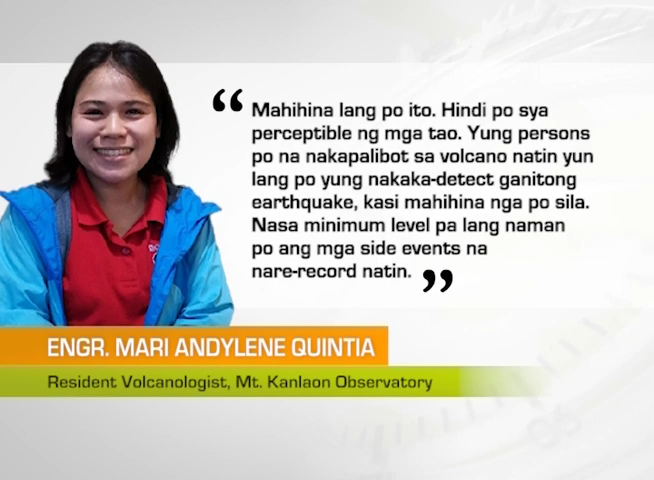 “ Mahihina lang po ito. Hindi po sya
perceptible ng mga tao. Yung persons
po na nakapalibot sa volcano natin yun
lang po yung nakaka-detect ganitong
earthquake, kasi mahihina nga po sila.
Nasa minimum level pa lang naman
po ang mga side events na
nare-record natin. ”
ENGR. MARI ANDYLENE QUINTIA
Resident Volcanologist, Mt. Kanlaon Observatory